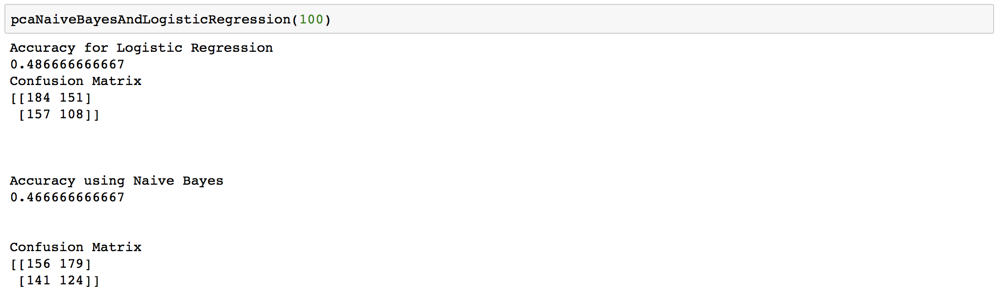 pcaNaiveBayesAndLogisticRegression(100)
Accuracy for Logistic Regression
0.486666666667
Confusion Matrix
[[184 151]
 [157 108]]
Accuracy using Naive Bayes
0.466666666667
Confusion Matrix
[[156 179]
 [141 124]]